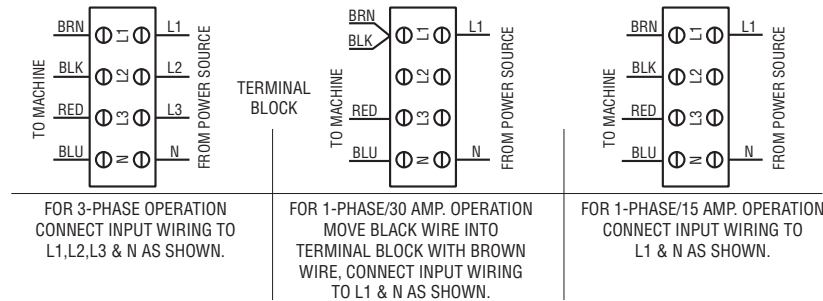 BRN L1 L1
BLK L2 L2
RED L3 L3
BLU N N
TO MACHINE
FROM POWER SOURCE
FOR 3-PHASE OPERATION
CONNECT INPUT WIRING TO
L1,L2,L3 & N AS SHOWN.
TERMINAL
BLOCK
BRN
BLK
L1 L1
L2
RED L3
BLU N N
TO MACHINE
FROM POWER SOURCE
FOR 1-PHASE/30 AMP. OPERATION
MOVE BLACK WIRE INTO
TERMINAL BLOCK WITH BROWN
WIRE, CONNECT INPUT WIRING
TO L1 & N AS SHOWN.
BRN L1 L1
BLK L2
RED L3
BLU N N
TO MACHINE
FROM POWER SOURCE
FOR 1-PHASE/15 AMP. OPERATION
CONNECT INPUT WIRING TO
L1 & N AS SHOWN.